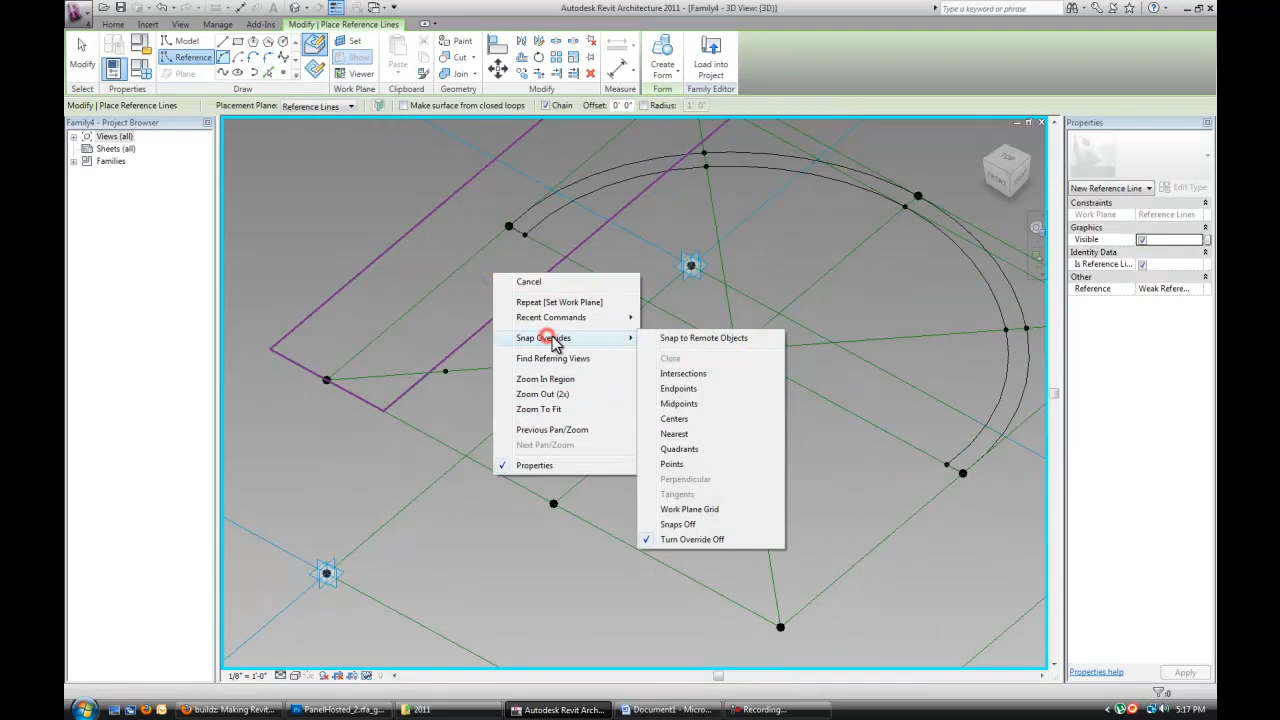 Autodesk Revit Architecture 2011 - [Family4 - 3D View: {3D}]
Type a keyword or phrase
Home Insert View Manage Add-Ins Modify | Place Reference Lines
Model
Reference
Plane
Modify
Set
Show
Viewer
Paste
Paint
Cut
Join
Create Form
Load into Project
Select Properties Draw Work Plane Clipboard Geometry Modify Measure Form Family Editor
Modify | Place Reference Lines Placement Plane: Reference Lines Make surface from closed loops Chain Offset: 0' 0" Radius: 1' 0"
Family4 - Project Browser
Views (all)
Sheets (all)
Families
TOP
FRONT
Cancel
Repeat [Set Work Plane]
Recent Commands
Snap Overrides
Find Referring Views
Zoom In Region
Zoom Out (2x)
Zoom To Fit
Previous Pan/Zoom
Next Pan/Zoom
Properties
Snap to Remote Objects
Close
Intersections
Endpoints
Midpoints
Centers
Nearest
Quadrants
Points
Perpendicular
Tangents
Work Plane Grid
Snaps Off
Turn Override Off
Properties
New Reference Line Edit Type
Constraints
Work Plane Reference Lines
Graphics
Visible
Identity Data
Is Reference Li...
Other
Reference Weak Refere...
Properties help Apply
1/8" = 1'-0"
:0
buildz: Making Revit... PanelHosted_2.rfa_g... 2011 Autodesk Revit Arch... Document1 - Micro... Recording... 5:17 PM